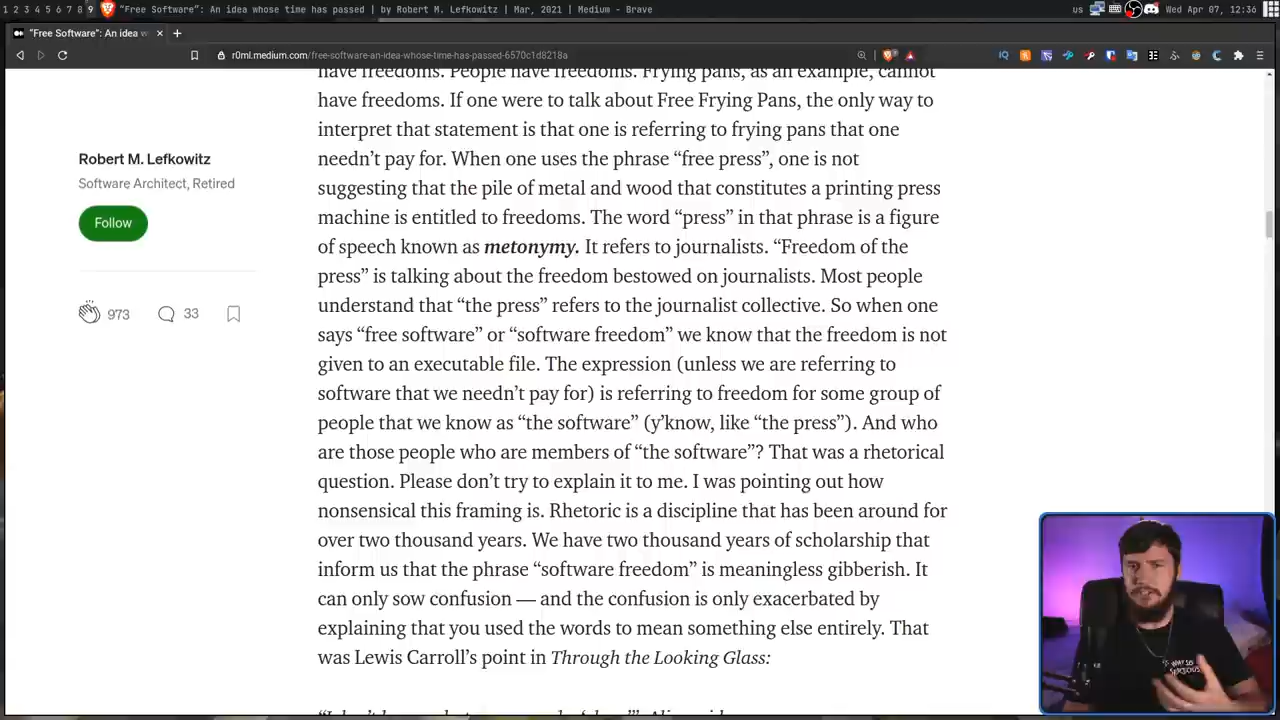 1 2 3 4 5 6 7 8 9 "Free Software": An idea whose time has passed | by Robert M. Lefkowitz | Mar, 2021 | Medium - Brave
us Wed Apr 07, 12:36
"Free Software": An idea w
r0ml.medium.com/free-software-an-idea-whose-time-has-passed-6570c1d8218a
have freedoms. People have freedoms. Frying pans, as an example, cannot
have freedoms. If one were to talk about Free Frying Pans, the only way to
interpret that statement is that one is referring to frying pans that one
needn’t pay for. When one uses the phrase “free press”, one is not
suggesting that the pile of metal and wood that constitutes a printing press
machine is entitled to freedoms. The word “press” in that phrase is a figure
of speech known as metonymy. It refers to journalists. “Freedom of the
press” is talking about the freedom bestowed on journalists. Most people
understand that “the press” refers to the journalist collective. So when one
says “free software” or “software freedom” we know that the freedom is not
given to an executable file. The expression (unless we are referring to
software that we needn’t pay for) is referring to freedom for some group of
people that we know as “the software” (y’know, like “the press”). And who
are those people who are members of “the software”? That was a rhetorical
question. Please don’t try to explain it to me. I was pointing out how
nonsensical this framing is. Rhetoric is a discipline that has been around for
over two thousand years. We have two thousand years of scholarship that
inform us that the phrase “software freedom” is meaningless gibberish. It
can only sow confusion — and the confusion is only exacerbated by
explaining that you used the words to mean something else entirely. That
was Lewis Carroll’s point in Through the Looking Glass:
Robert M. Lefkowitz
Software Architect, Retired
Follow
973
33
WHY SO
SERIOUS